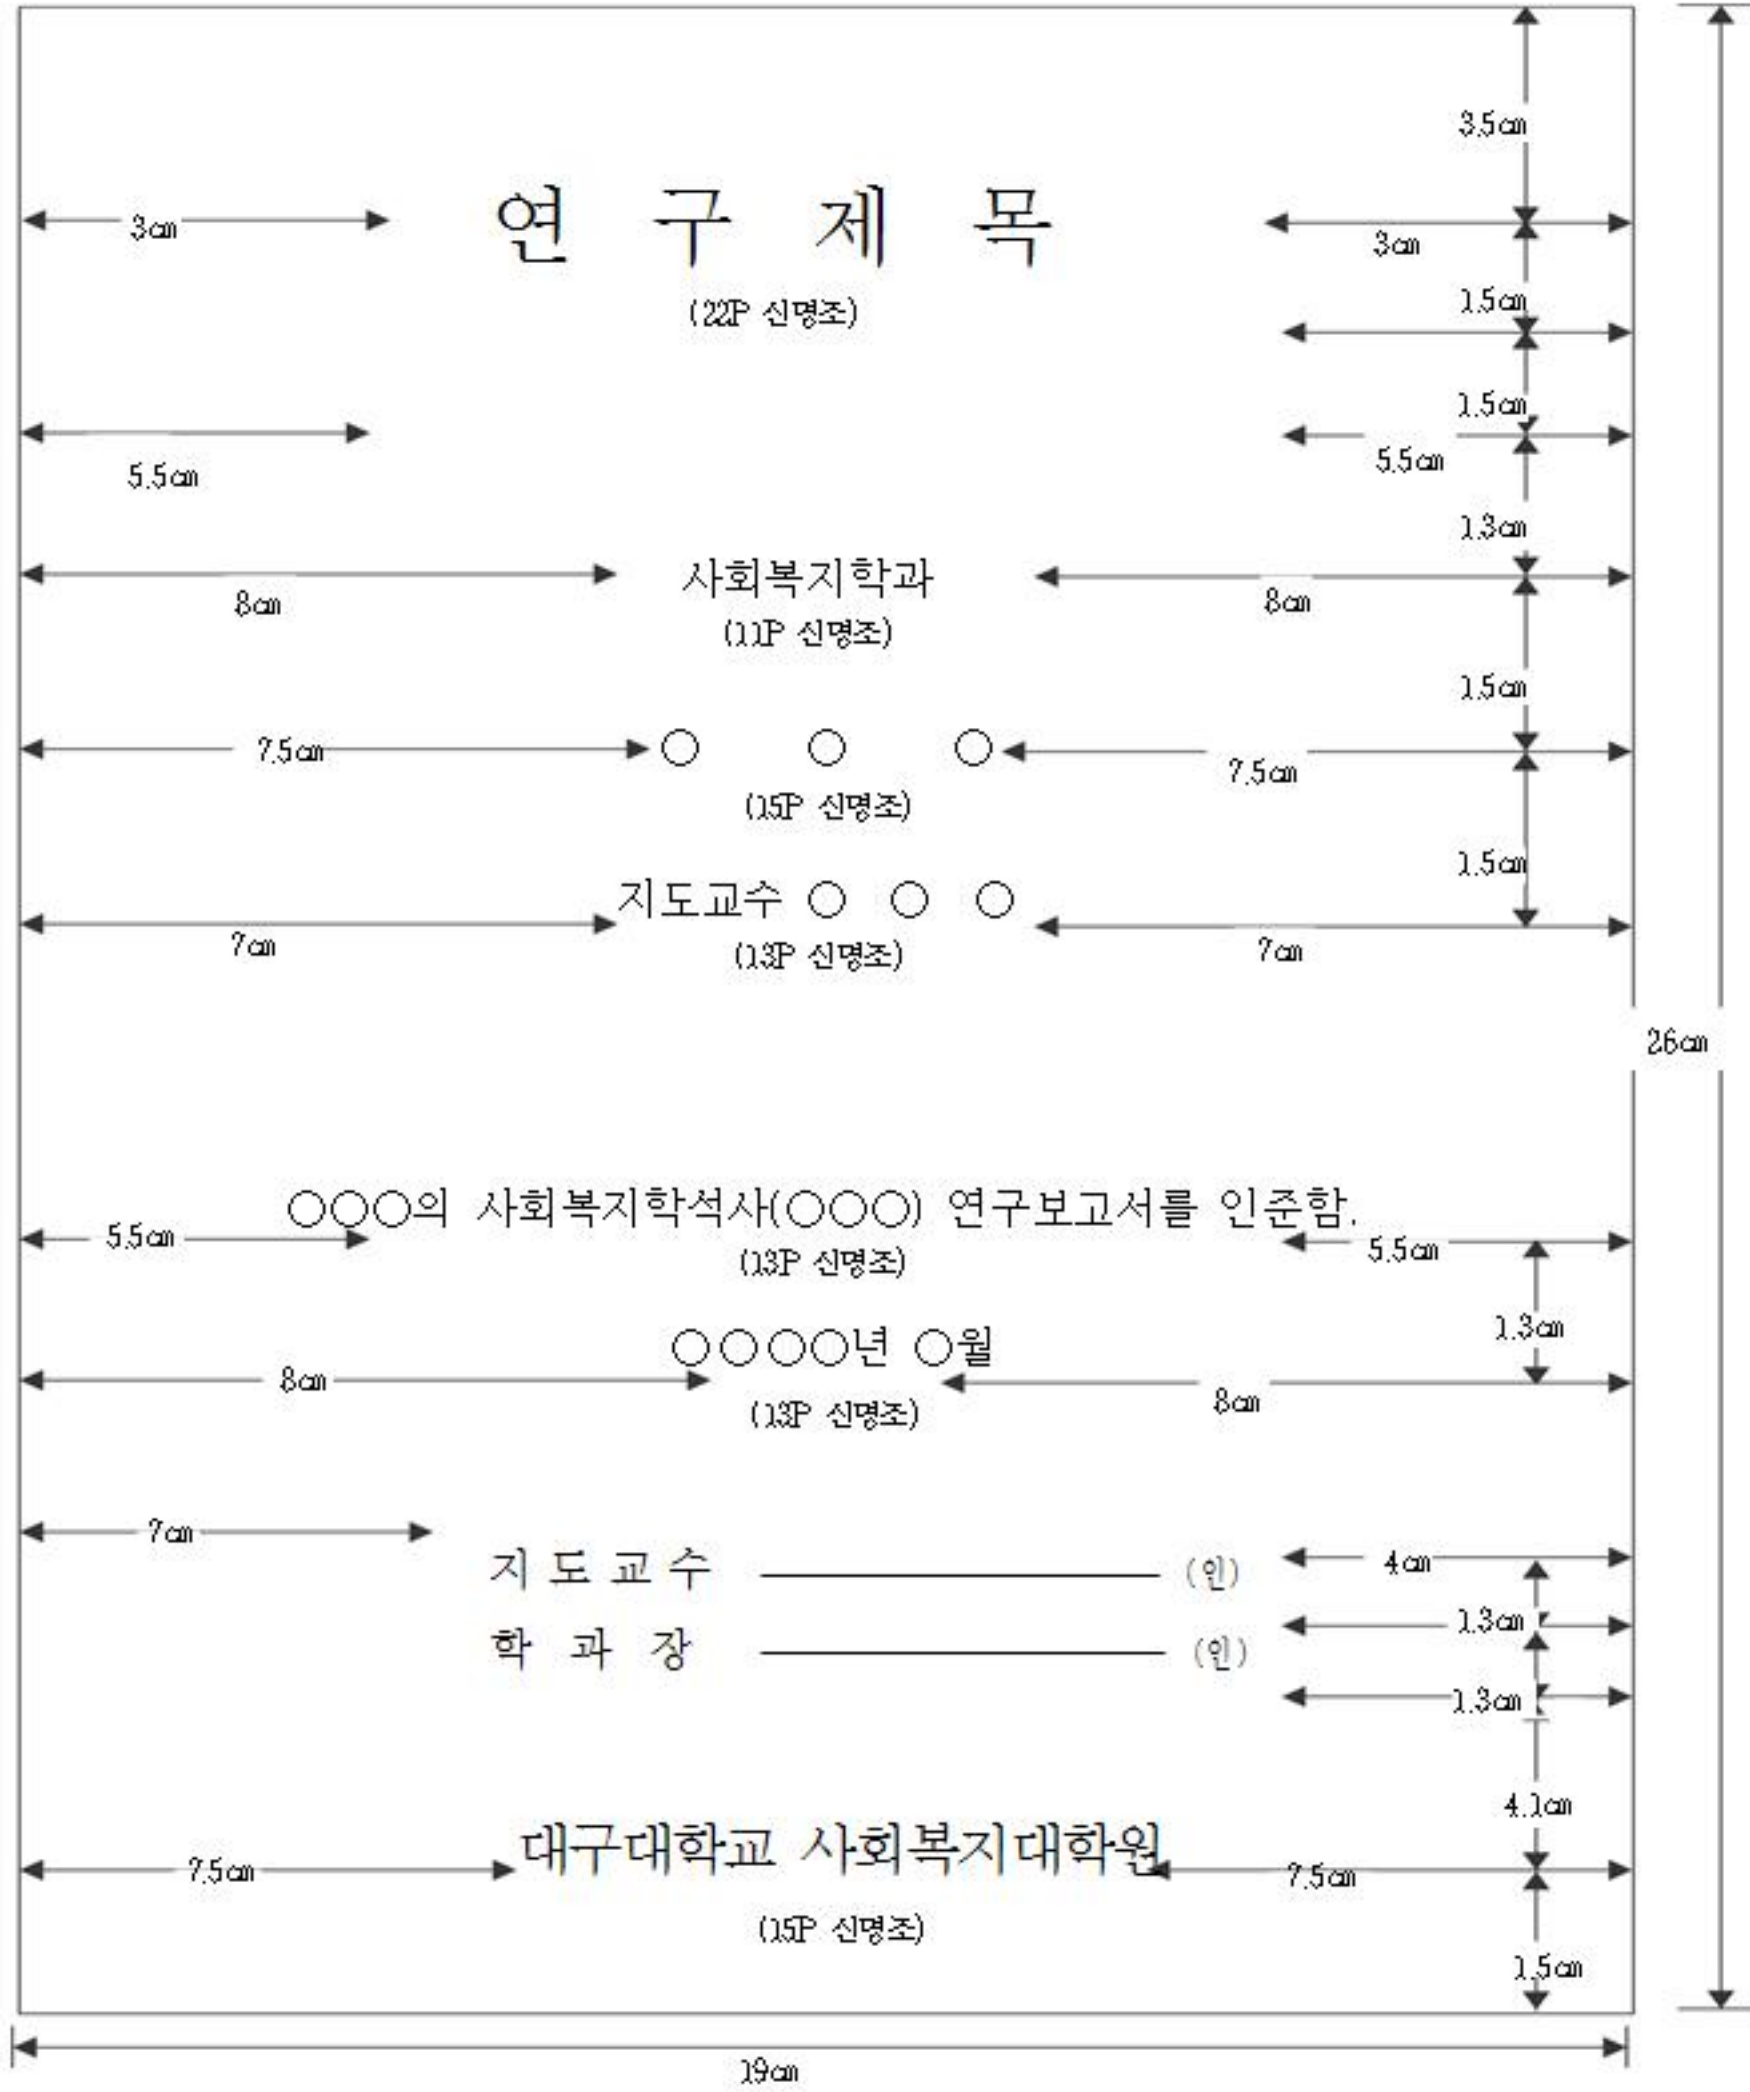 3.5㎝
3㎝ 연 구 제 목 3㎝
(22P 신명조) 1.5㎝
1.5㎝
5.5㎝ 5.5㎝
1.3㎝
8㎝ 사회복지학과 8㎝
(11P 신명조)
1.5㎝
7.5㎝ ○ ○ ○ 7.5㎝
(15P 신명조)
1.5㎝
지도교수 ○ ○ ○
7㎝ (13P 신명조) 7㎝
26㎝
○○○의 사회복지학석사(○○○) 연구보고서를 인준함.
5.5㎝ (13P 신명조) 5.5㎝
1.3㎝
○○○○년 ○월
8㎝ (13P 신명조) 8㎝
7㎝
지 도 교 수 (인) 4㎝
1.3㎝
학 과 장 (인)
1.3㎝
4.1㎝
대구대학교 사회복지대학원
7.5㎝ 7.5㎝
(15P 신명조)
1.5㎝
19㎝